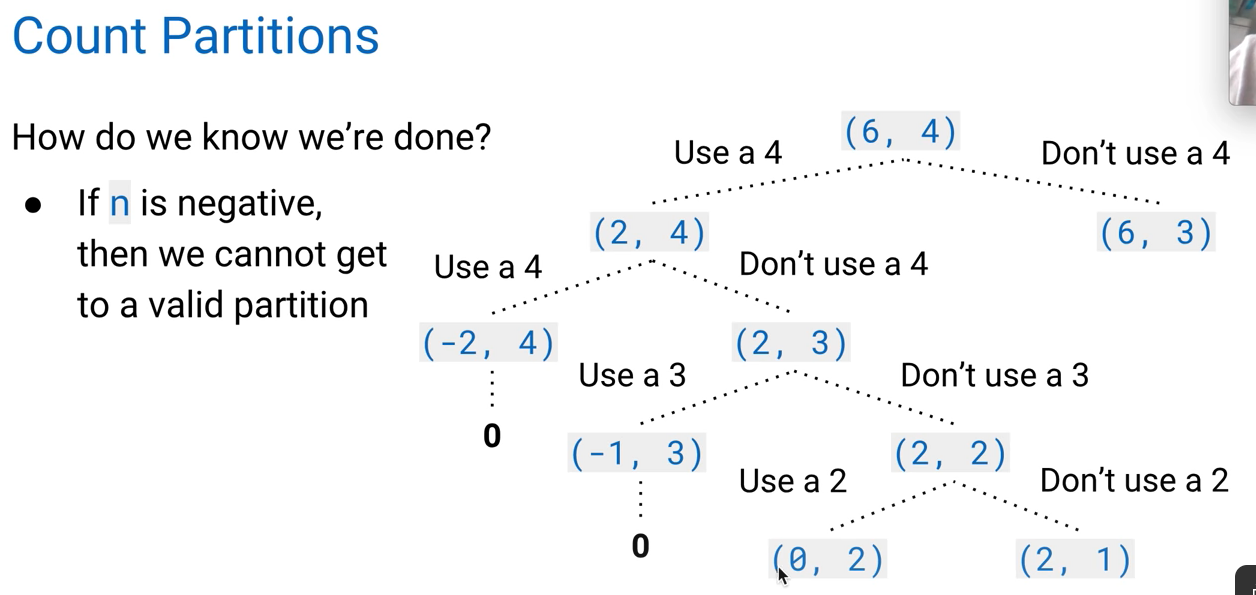 Count Partitions
How do we know we're done?
● If n is negative,
then we cannot get
to a valid partition
(6, 4)
Use a 4
Don't use a 4
(2, 4)
(6, 3)
Use a 4
Don't use a 4
(-2, 4)
(2, 3)
Use a 3
Don't use a 3
0
(-1, 3)
(2, 2)
Use a 2
Don't use a 2
0
(0, 2)
(2, 1)